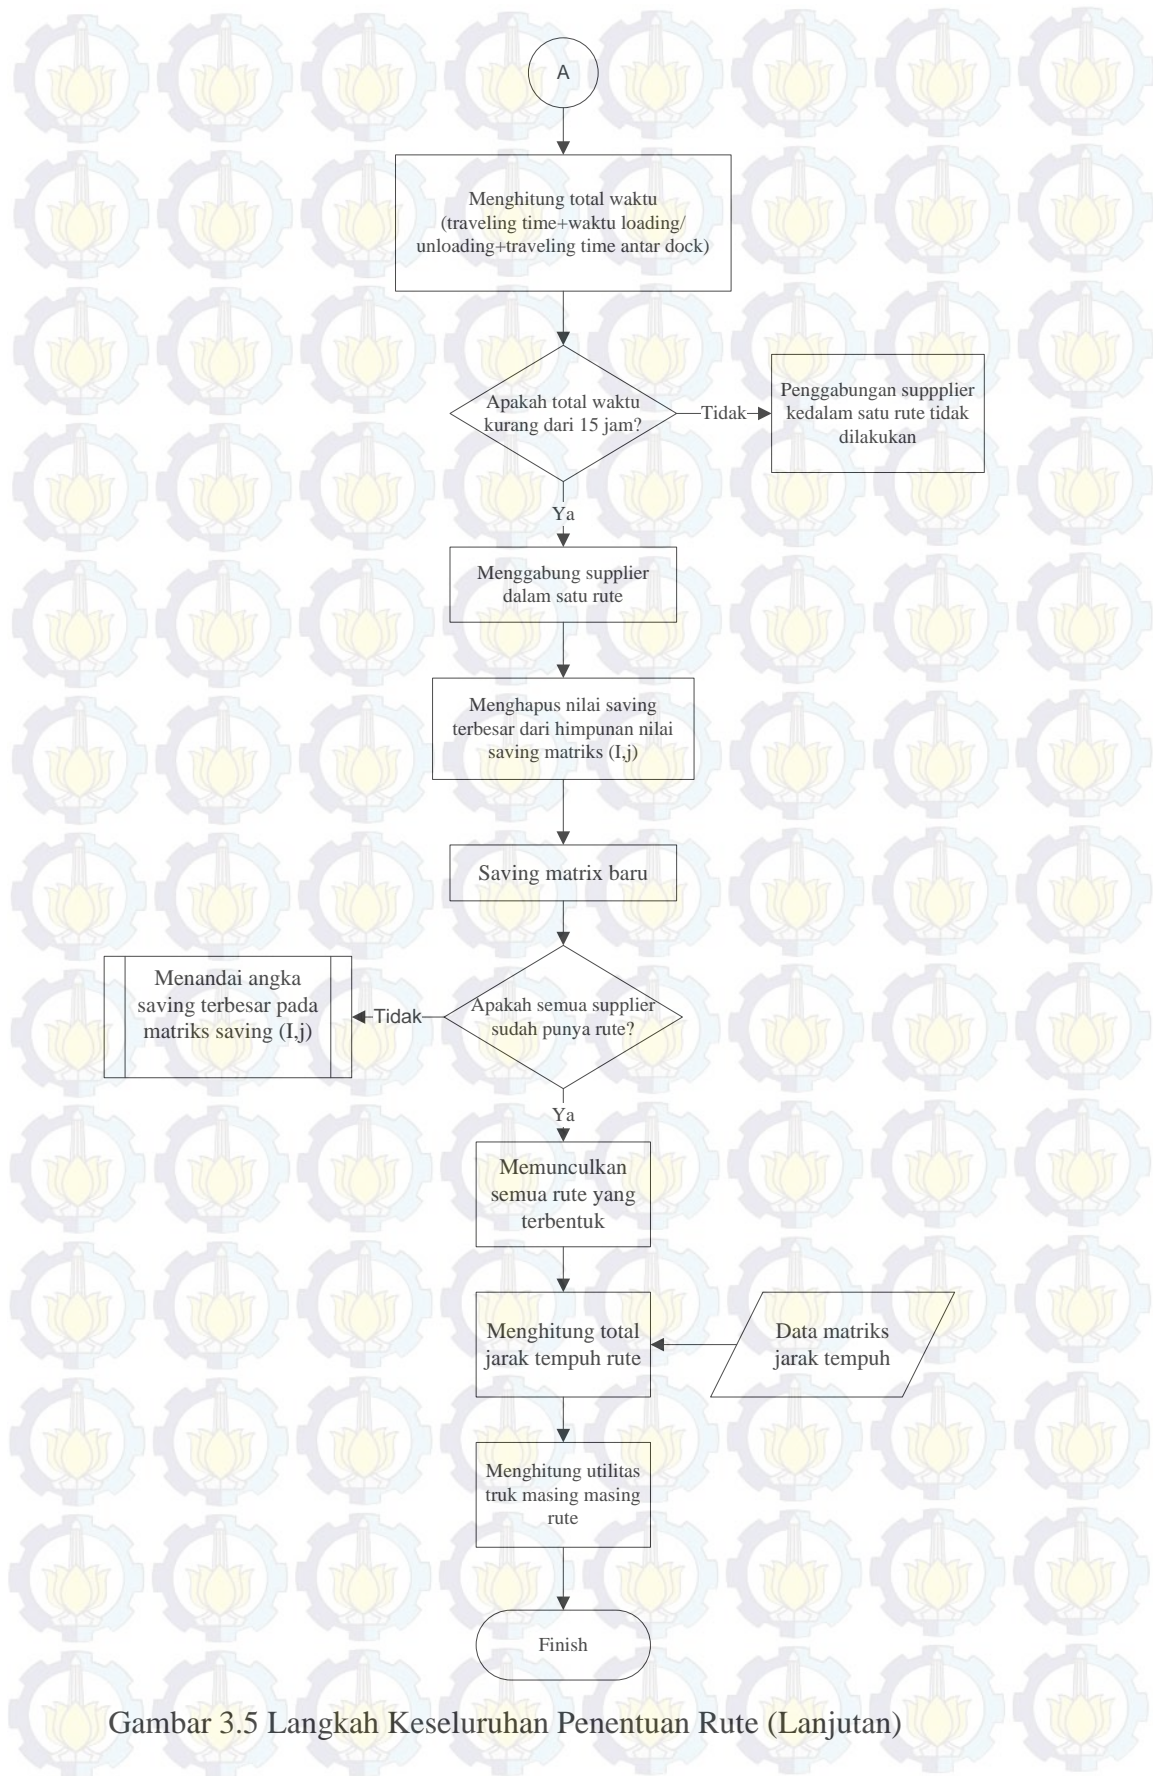 A
Menghitung total waktu
(traveling time+waktu loading/
unloading+traveling time antar dock)
Apakah total waktu
kurang dari 15 jam?
Tidak
Penggabungan suppplier
kedalam satu rute tidak
dilakukan
Ya
Menggabung supplier
dalam satu rute
Menghapus nilai saving
terbesar dari himpunan nilai
saving matriks (I,j)
Saving matrix baru
Menandai angka
saving terbesar pada
matriks saving (I,j)
Tidak
Apakah semua supplier
sudah punya rute?
Ya
Memunculkan
semua rute yang
terbentuk
Menghitung total
jarak tempuh rute
Data matriks
jarak tempuh
Menghitung utilitas
truk masing masing
rute
Finish
Gambar 3.5 Langkah Keseluruhan Penentuan Rute (Lanjutan)